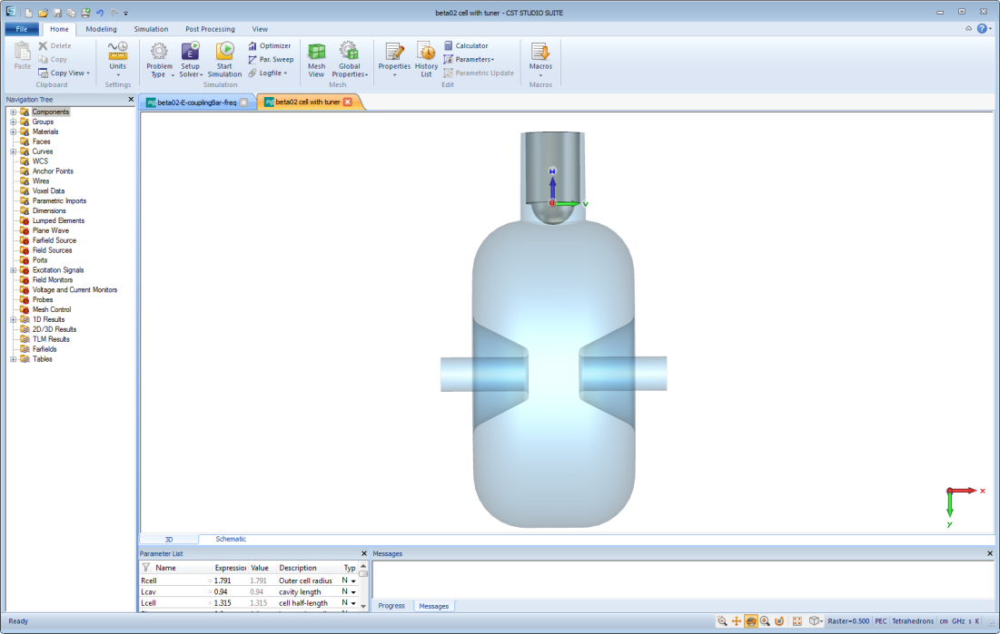 beta02 cell with tuner - CST STUDIO SUITE
File Home Modeling Simulation Post Processing View
Paste
Delete
Copy
Copy View
Clipboard
Units
Settings
Problem Type
Setup Solver
Start Simulation
Optimizer
Par. Sweep
Logfile
Simulation
Mesh View
Global Properties
Mesh
Properties
History List
Calculator
Parameters
Parametric Update
Edit
Macros
Macros
Navigation Tree
beta02-E-couplingBar-freq
beta02 cell with tuner
Components
Groups
Materials
Faces
Curves
WCS
Anchor Points
Wires
Voxel Data
Parametric Imports
Dimensions
Lumped Elements
Plane Wave
Farfield Source
Field Sources
Ports
Excitation Signals
Field Monitors
Voltage and Current Monitors
Probes
Mesh Control
1D Results
2D/3D Results
TLM Results
Farfields
Tables
w
v
x
y
3D Schematic
Parameter List
Name Expressio Value Description Typ
Rcell = 1.791 1.791 Outer cell radius N
Lcav = 0.94 0.94 cavity length N
Lcell = 1.315 1.315 cell half-length N
Messages
Progress Messages
Ready
Raster=0.500 PEC Tetrahedrons cm GHz s K